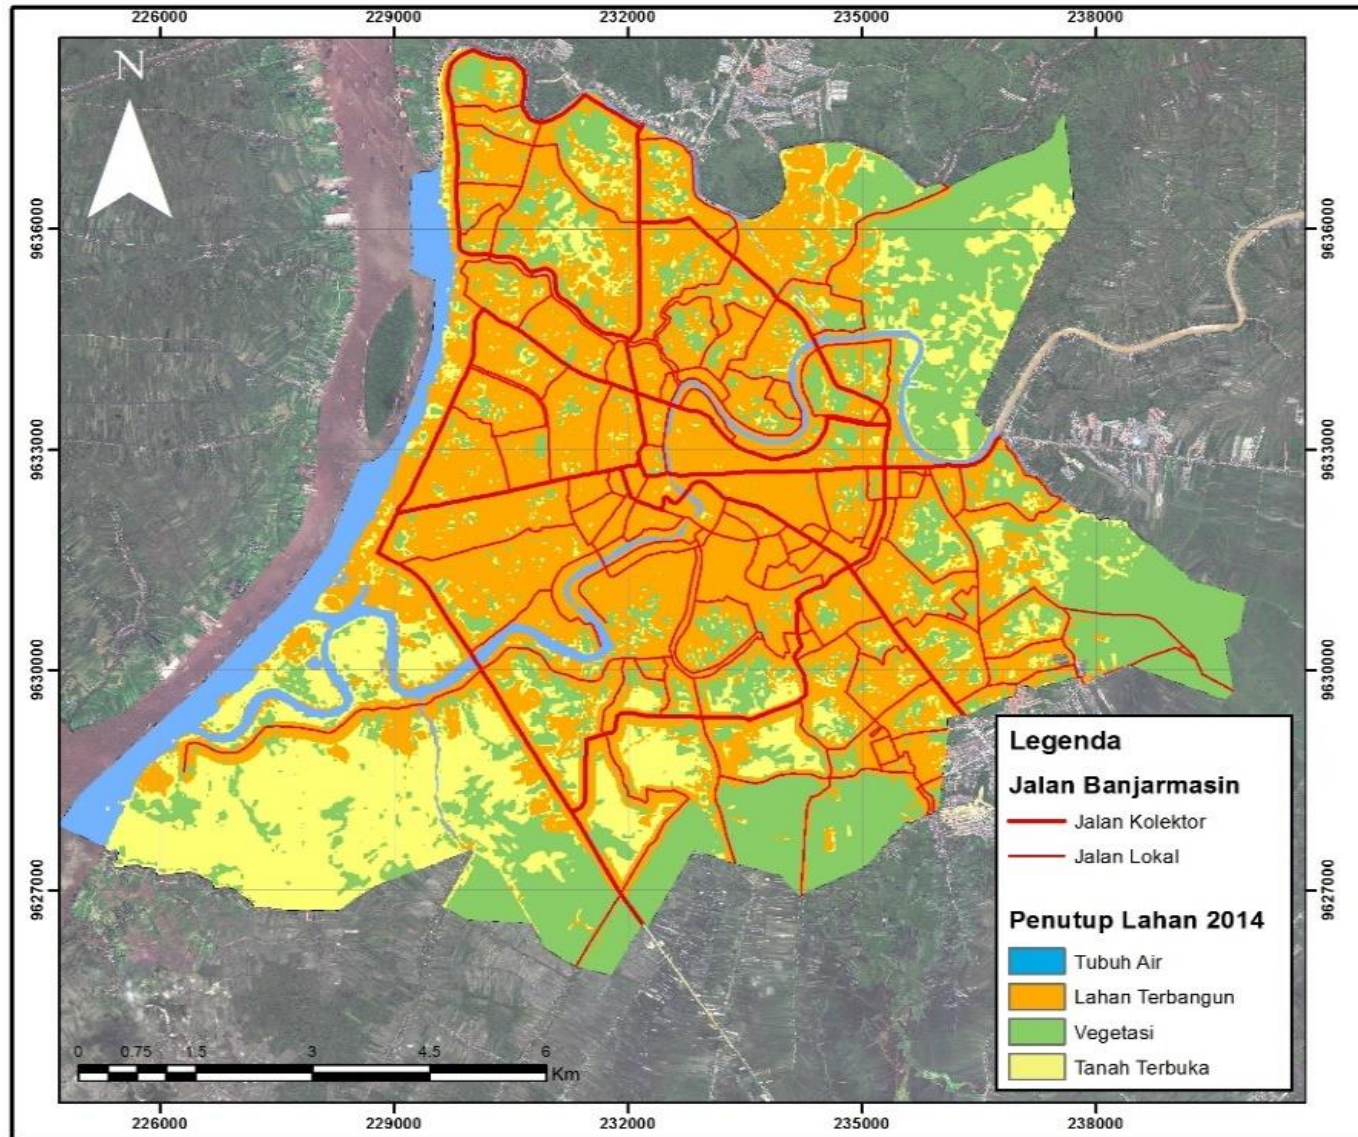 226000 229000 232000 235000 238000
N
9636000 9636000
9633000 9633000
9630000 9630000
Legenda
Jalan Banjarmasin
Jalan Kolektor
Jalan Lokal
9627000 9627000
Penutup Lahan 2014
Tubuh Air
Lahan Terbangun
Vegetasi
Tanah Terbuka
0 0.75 1.5 3 4.5 6
Km
226000 229000 232000 235000 238000